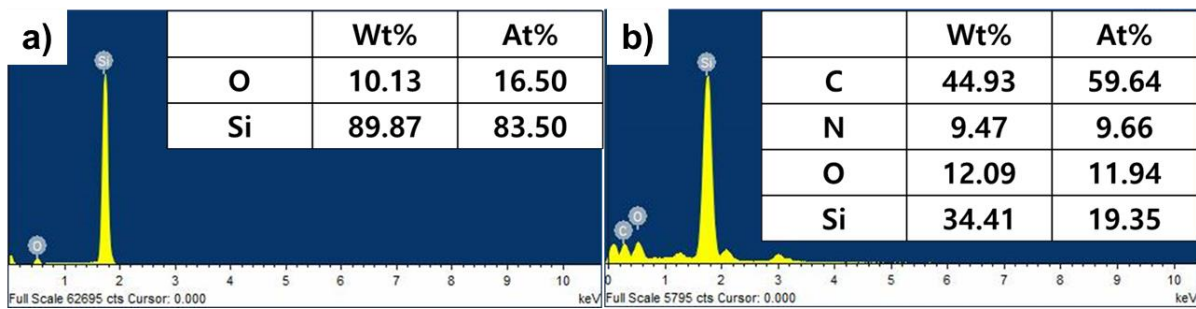 a)
Wt% At%
O 10.13 16.50
Si 89.87 83.50
Si
O
1 2 3 4 5 6 7 8 9 10
Full Scale 62695 cts Cursor: 0.000 keV
b)
Wt% At%
C 44.93 59.64
N 9.47 9.66
O 12.09 11.94
Si 34.41 19.35
Si
C O
0 1 2 3 4 5 6 7 8 9 10
Full Scale 5795 cts Cursor: 0.000 keV